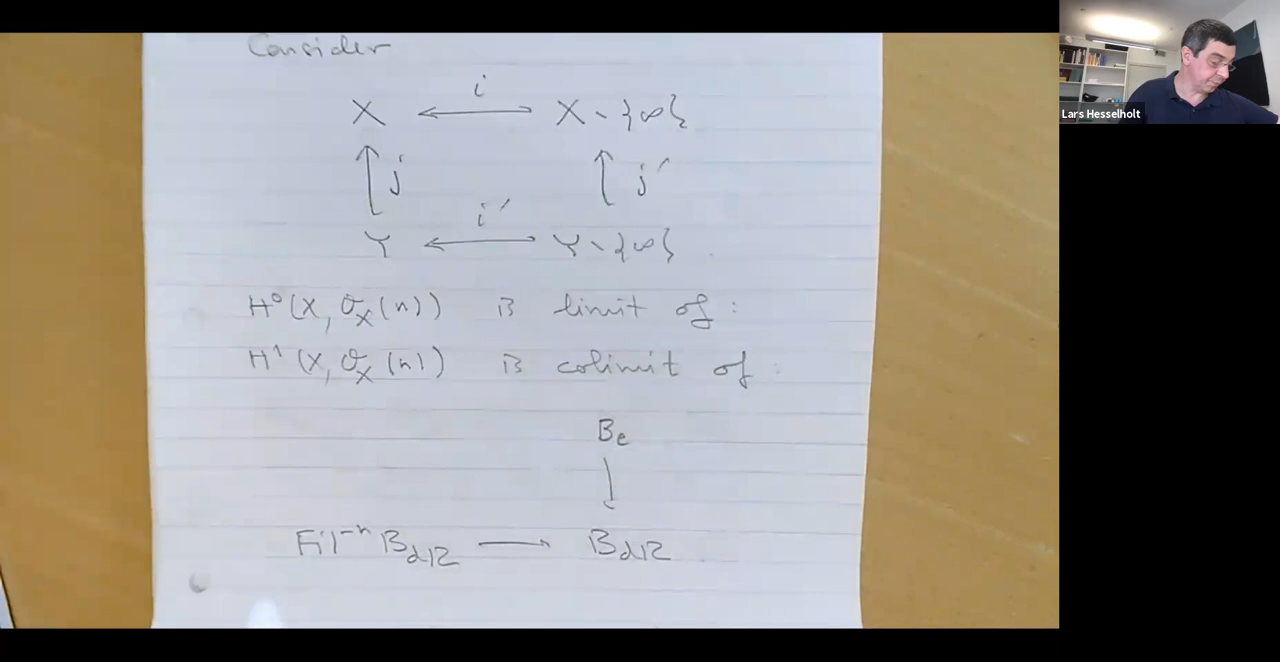 Consider
X ← i → X ∖ {∞}
↑ j ↑ j′
Y ← i′ → Y ∖ {∞}
H⁰(X, 𝒪_X(n)) is limit of :
H¹(X, 𝒪_X(n)) is colimit of :
B_e
↓
Fil⁻ⁿ B_dR → B_dR
Lars Hesselholt